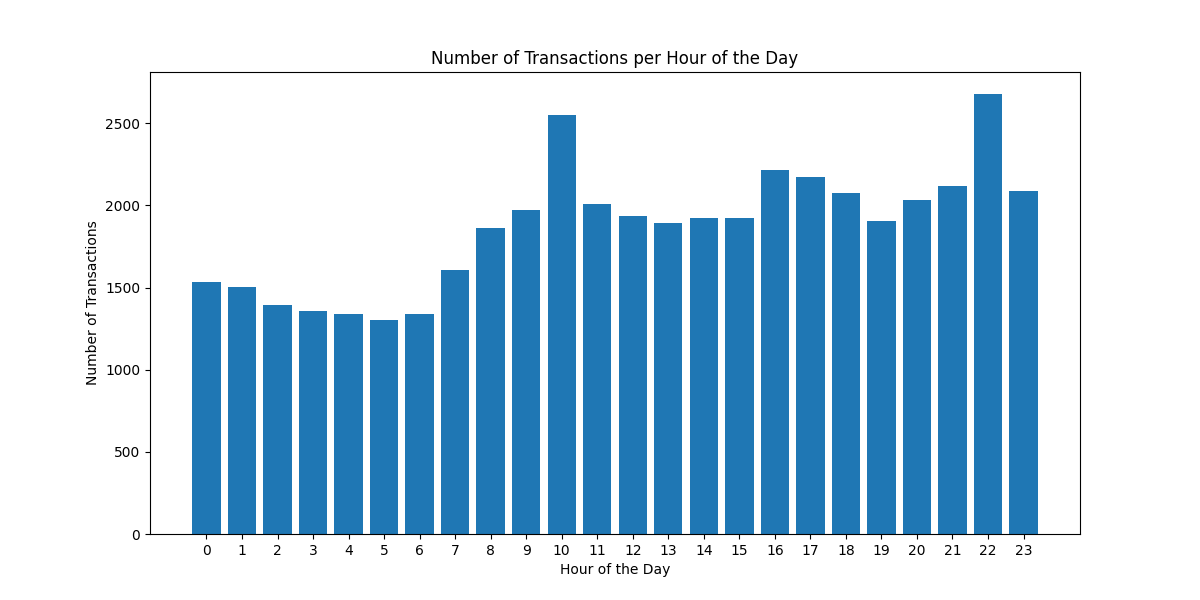 Number of Transactions per Hour of the Day
Number of Transactions
2500
2000
1500
1000
500
0
0 1 2 3 4 5 6 7 8 9 10 11 12 13 14 15 16 17 18 19 20 21 22 23
Hour of the Day